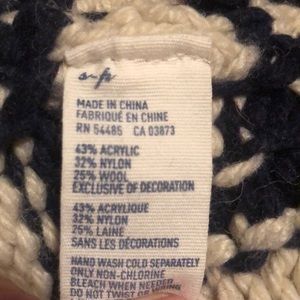 MADE IN CHINA
FABRIQUÉ EN CHINE
RN 54485 CA 03873
43% ACRYLIC
32% NYLON
25% WOOL
EXCLUSIVE OF DECORATION
43% ACRYLIQUE
32% NYLON
25% LAINE
SANS LES DÉCORATIONS
HAND WASH COLD SEPARATELY
ONLY NON-CHLORINE
BLEACH WHEN NEEDED
DO NOT TWIST OR WRING